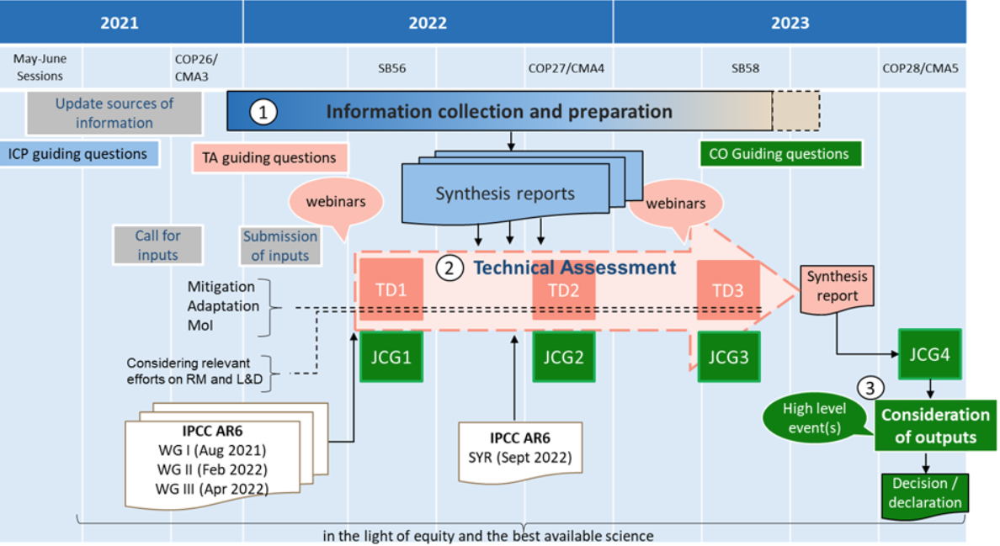 2021
2022
2023
May-June
Sessions
COP26/
CMA3
SB56
COP27/CMA4
SB58
COP28/CMA5
Update sources of
information
1
Information collection and preparation
ICP guiding questions
TA guiding questions
CO Guiding questions
webinars
Synthesis reports
webinars
Call for
inputs
Submission
of inputs
2
Technical Assessment
Mitigation
Adaptation
MoI
TD1
TD2
TD3
Synthesis
report
Considering relevant
efforts on RM and L&D
JCG1
JCG2
JCG3
JCG4
3
High level
event(s)
Consideration
of outputs
IPCC AR6
WG I (Aug 2021)
WG II (Feb 2022)
WG III (Apr 2022)
IPCC AR6
SYR (Sept 2022)
Decision /
declaration
in the light of equity and the best available science